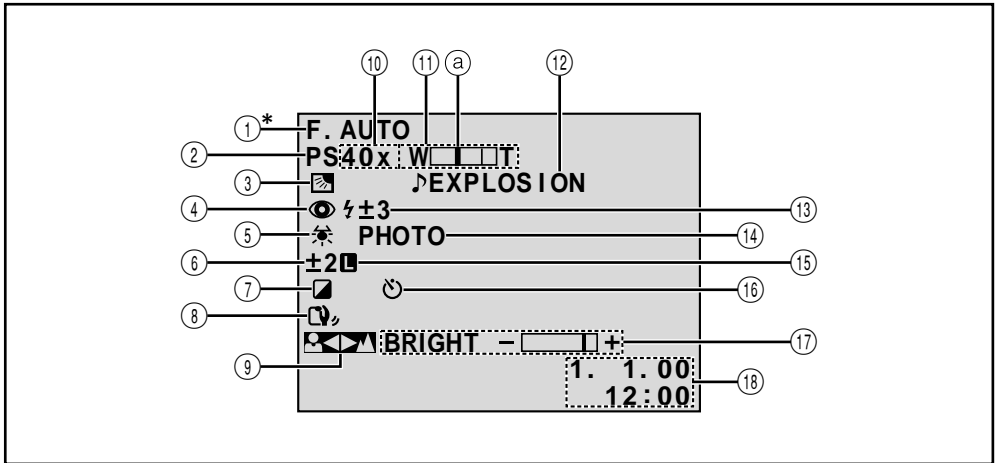 ⑩ ⑪ ⓐ ⑫
①* F. AUTO
② PS40x W T
③ ♪EXPLOSION
④ ±3 ⑬
⑤ PHOTO ⑭
⑥ ±2 L ⑮
⑦ ⑯
⑧
⑨ BRIGHT – + ⑰
1. 1.00
12:00 ⑱